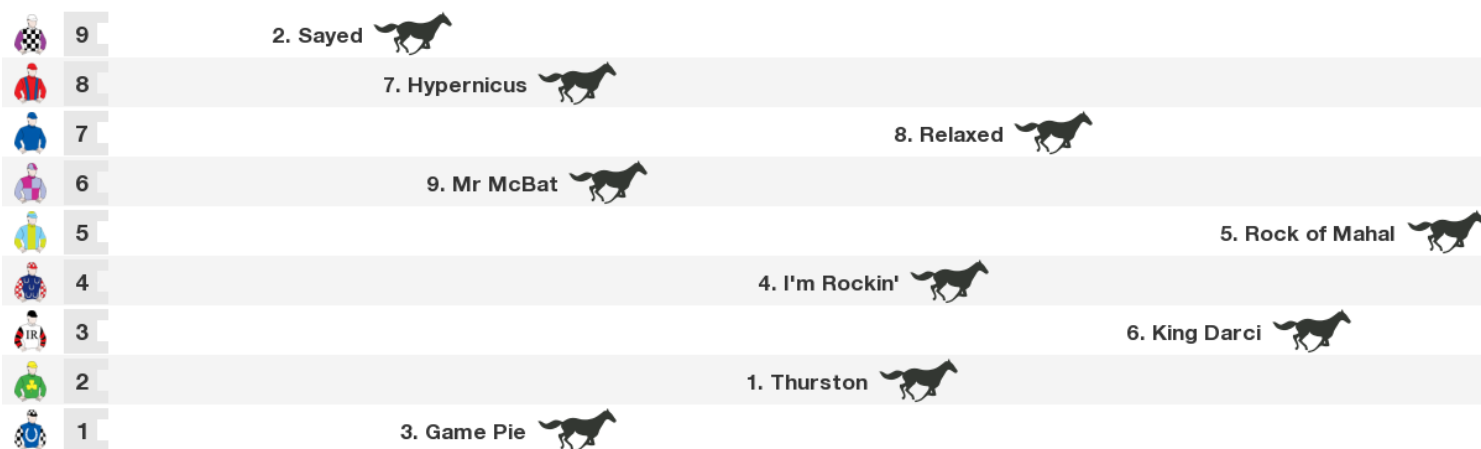 9 2. Sayed
8 7. Hypernicus
7 8. Relaxed
6 9. Mr McBat
5 5. Rock of Mahal
4 4. I'm Rockin'
IR 3 6. King Darci
2 1. Thurston
1 3. Game Pie